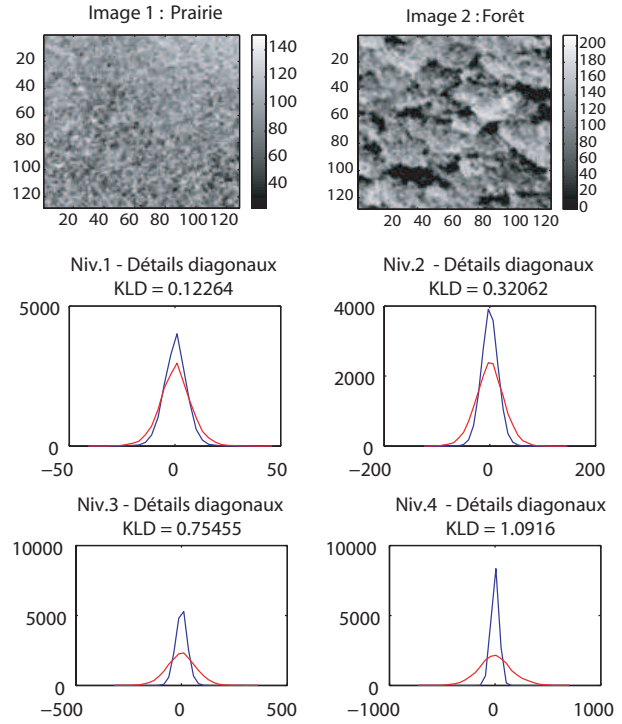 Image 1 : Prairie
Image 2 : Forêt
20
40
60
80
100
120
20 40 60 80 100 120
140
120
100
80
60
40
20
40
60
80
100
120
20 40 60 80 100 120
200
180
160
140
120
100
80
60
40
20
0
Niv.1 - Détails diagonaux
KLD = 0.12264
5000
0
−50 0 50
Niv.2 - Détails diagonaux
KLD = 0.32062
4000
2000
0
−200 0 200
Niv.3 - Détails diagonaux
KLD = 0.75455
10000
5000
0
−500 0 500
Niv.4 - Détails diagonaux
KLD = 1.0916
10000
5000
0
−1000 0 1000